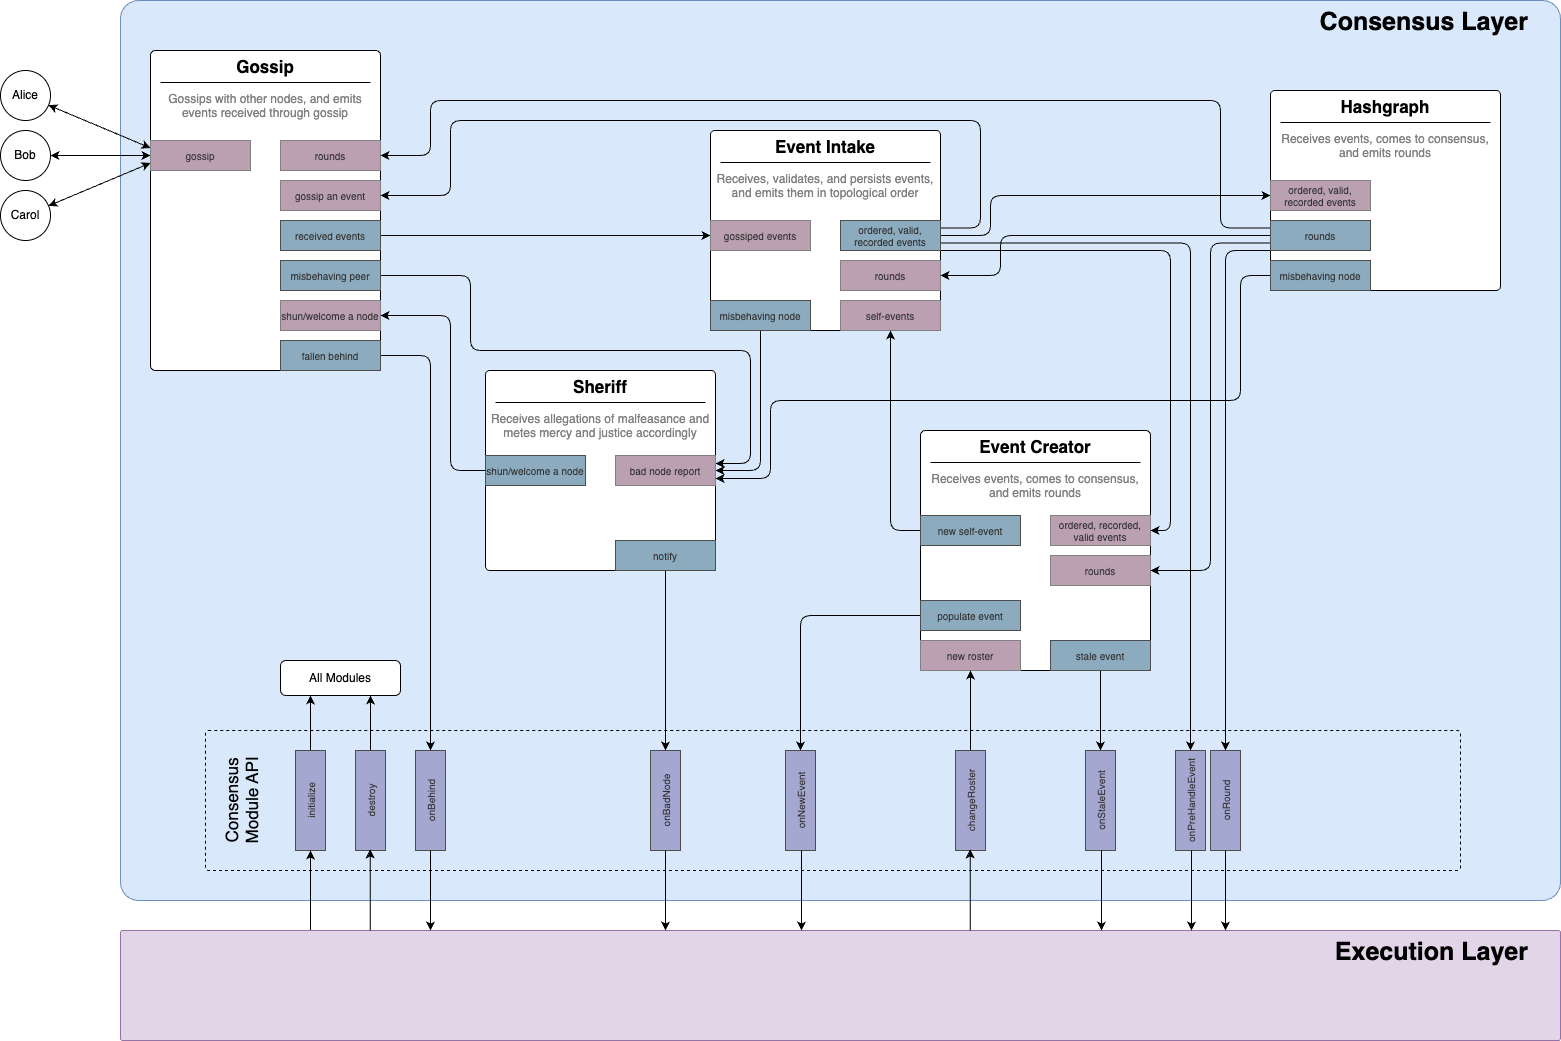 Consensus Layer
Alice
Bob
Carol
Gossip
Gossips with other nodes, and emits
events received through gossip
gossip
rounds
gossip an event
received events
misbehaving peer
shun/welcome a node
fallen behind
Event Intake
Receives, validates, and persists events,
and emits them in topological order
gossiped events
ordered, valid,
recorded events
rounds
misbehaving node
self-events
Hashgraph
Receives events, comes to consensus,
and emits rounds
ordered, valid,
recorded events
rounds
misbehaving node
Sheriff
Receives allegations of malfeasance and
metes mercy and justice accordingly
shun/welcome a node
bad node report
notify
Event Creator
Receives events, comes to consensus,
and emits rounds
new self-event
ordered, recorded,
valid events
rounds
populate event
new roster
stale event
All Modules
Consensus
Module API
initialize
destroy
onBehind
onBadNode
onNewEvent
changeRoster
onStaleEvent
onPreHandleEvent
onRound
Execution Layer